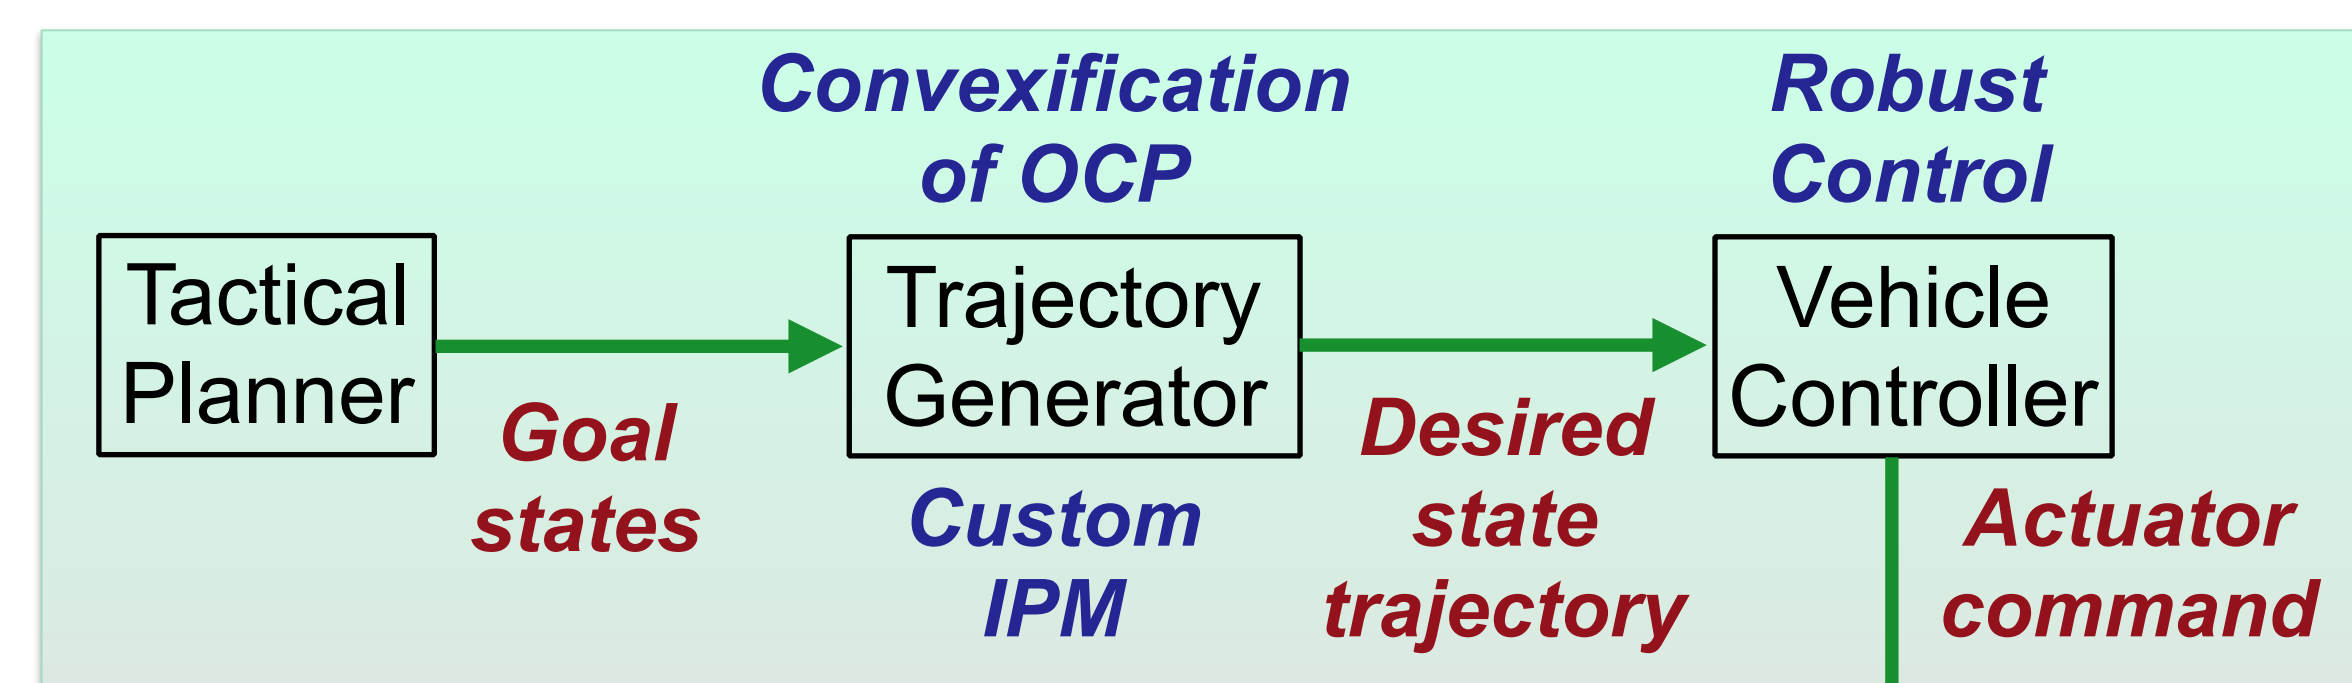 Convexification
of OCP
Robust
Control
Tactical
Planner
Goal
states
Trajectory
Generator
Custom
IPM
Desired
state
trajectory
Vehicle
Controller
Actuator
command